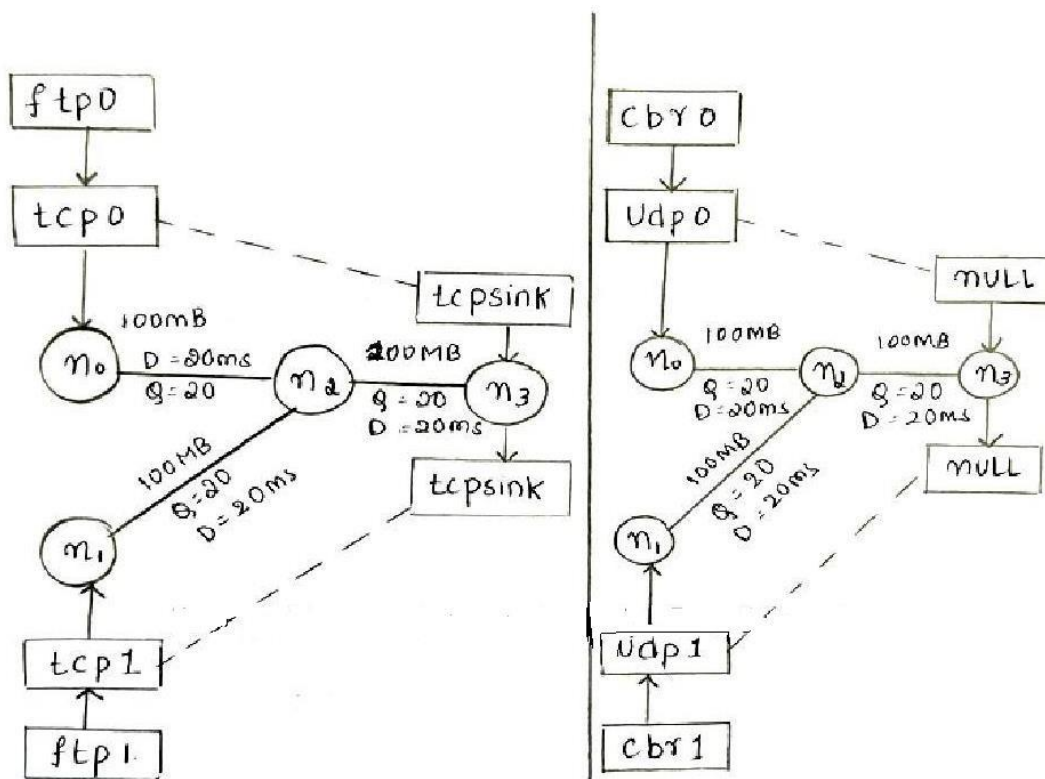 ftp0
tcp0
tcpsink
100MB
n0
D=20ms
Q=20
n2
200MB
Q=20
D=20ms
n3
tcpsink
100MB
Q=20
D=20ms
n1
tcp1
ftp1.
Cbr0
Udp0
nULL
n0
100MB
Q=20
D=20ms
n2
100MB
Q=20
D=20ms
n3
nULL
100MB
Q=20
D=20ms
n1
Udp1
Cbr1